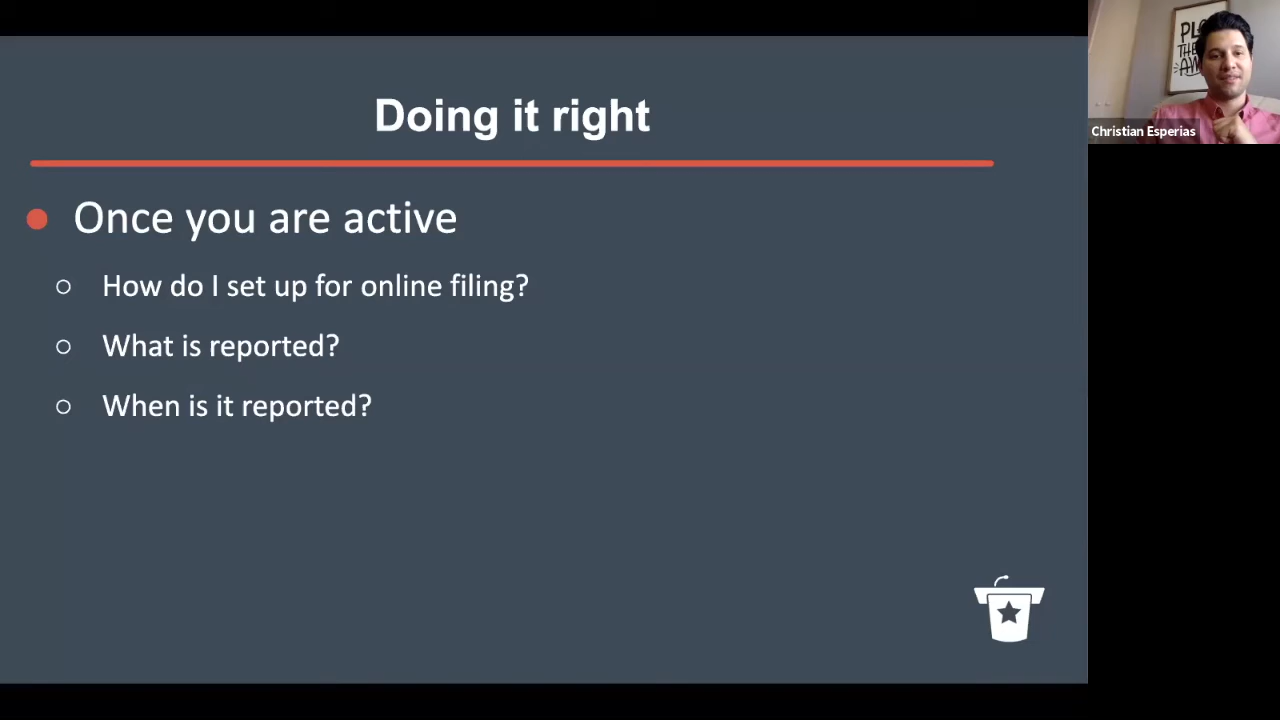 Doing it right
Once you are active
How do I set up for online filing?
What is reported?
When is it reported?
Christian Esperias